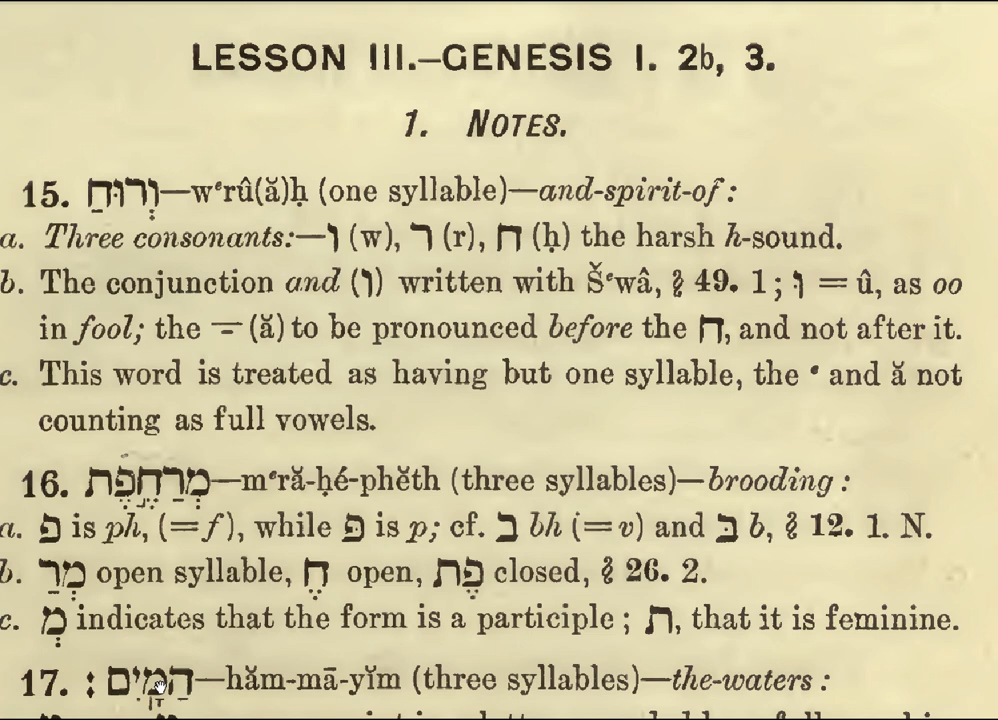 LESSON III.—GENESIS I. 2b, 3.
1. NOTES.
15. וְרוּחַ—wᵉrû(ă)ḥ (one syllable)—and-spirit-of:
a. Three consonants:—ו (w), ר (r), ח (ḥ) the harsh h-sound.
b. The conjunction and (ו) written with Šᵉwâ, § 49. 1; וּ = û, as oo
in fool; the ־ַ (ă) to be pronounced before the ח, and not after it.
c. This word is treated as having but one syllable, the ᵉ and ă not
counting as full vowels.
16. מְרַחֶפֶת—mᵉră-ḥé-phĕth (three syllables)—brooding:
a. פ is ph, (=f), while פּ is p; cf. ב bh (=v) and בּ b, § 12. 1. N.
b. מְרַ open syllable, חֶ open, פֶת closed, § 26. 2.
c. מְ indicates that the form is a participle; ת, that it is feminine.
17. הַמָּיִם׃—hăm-mā-yĭm (three syllables)—the-waters: